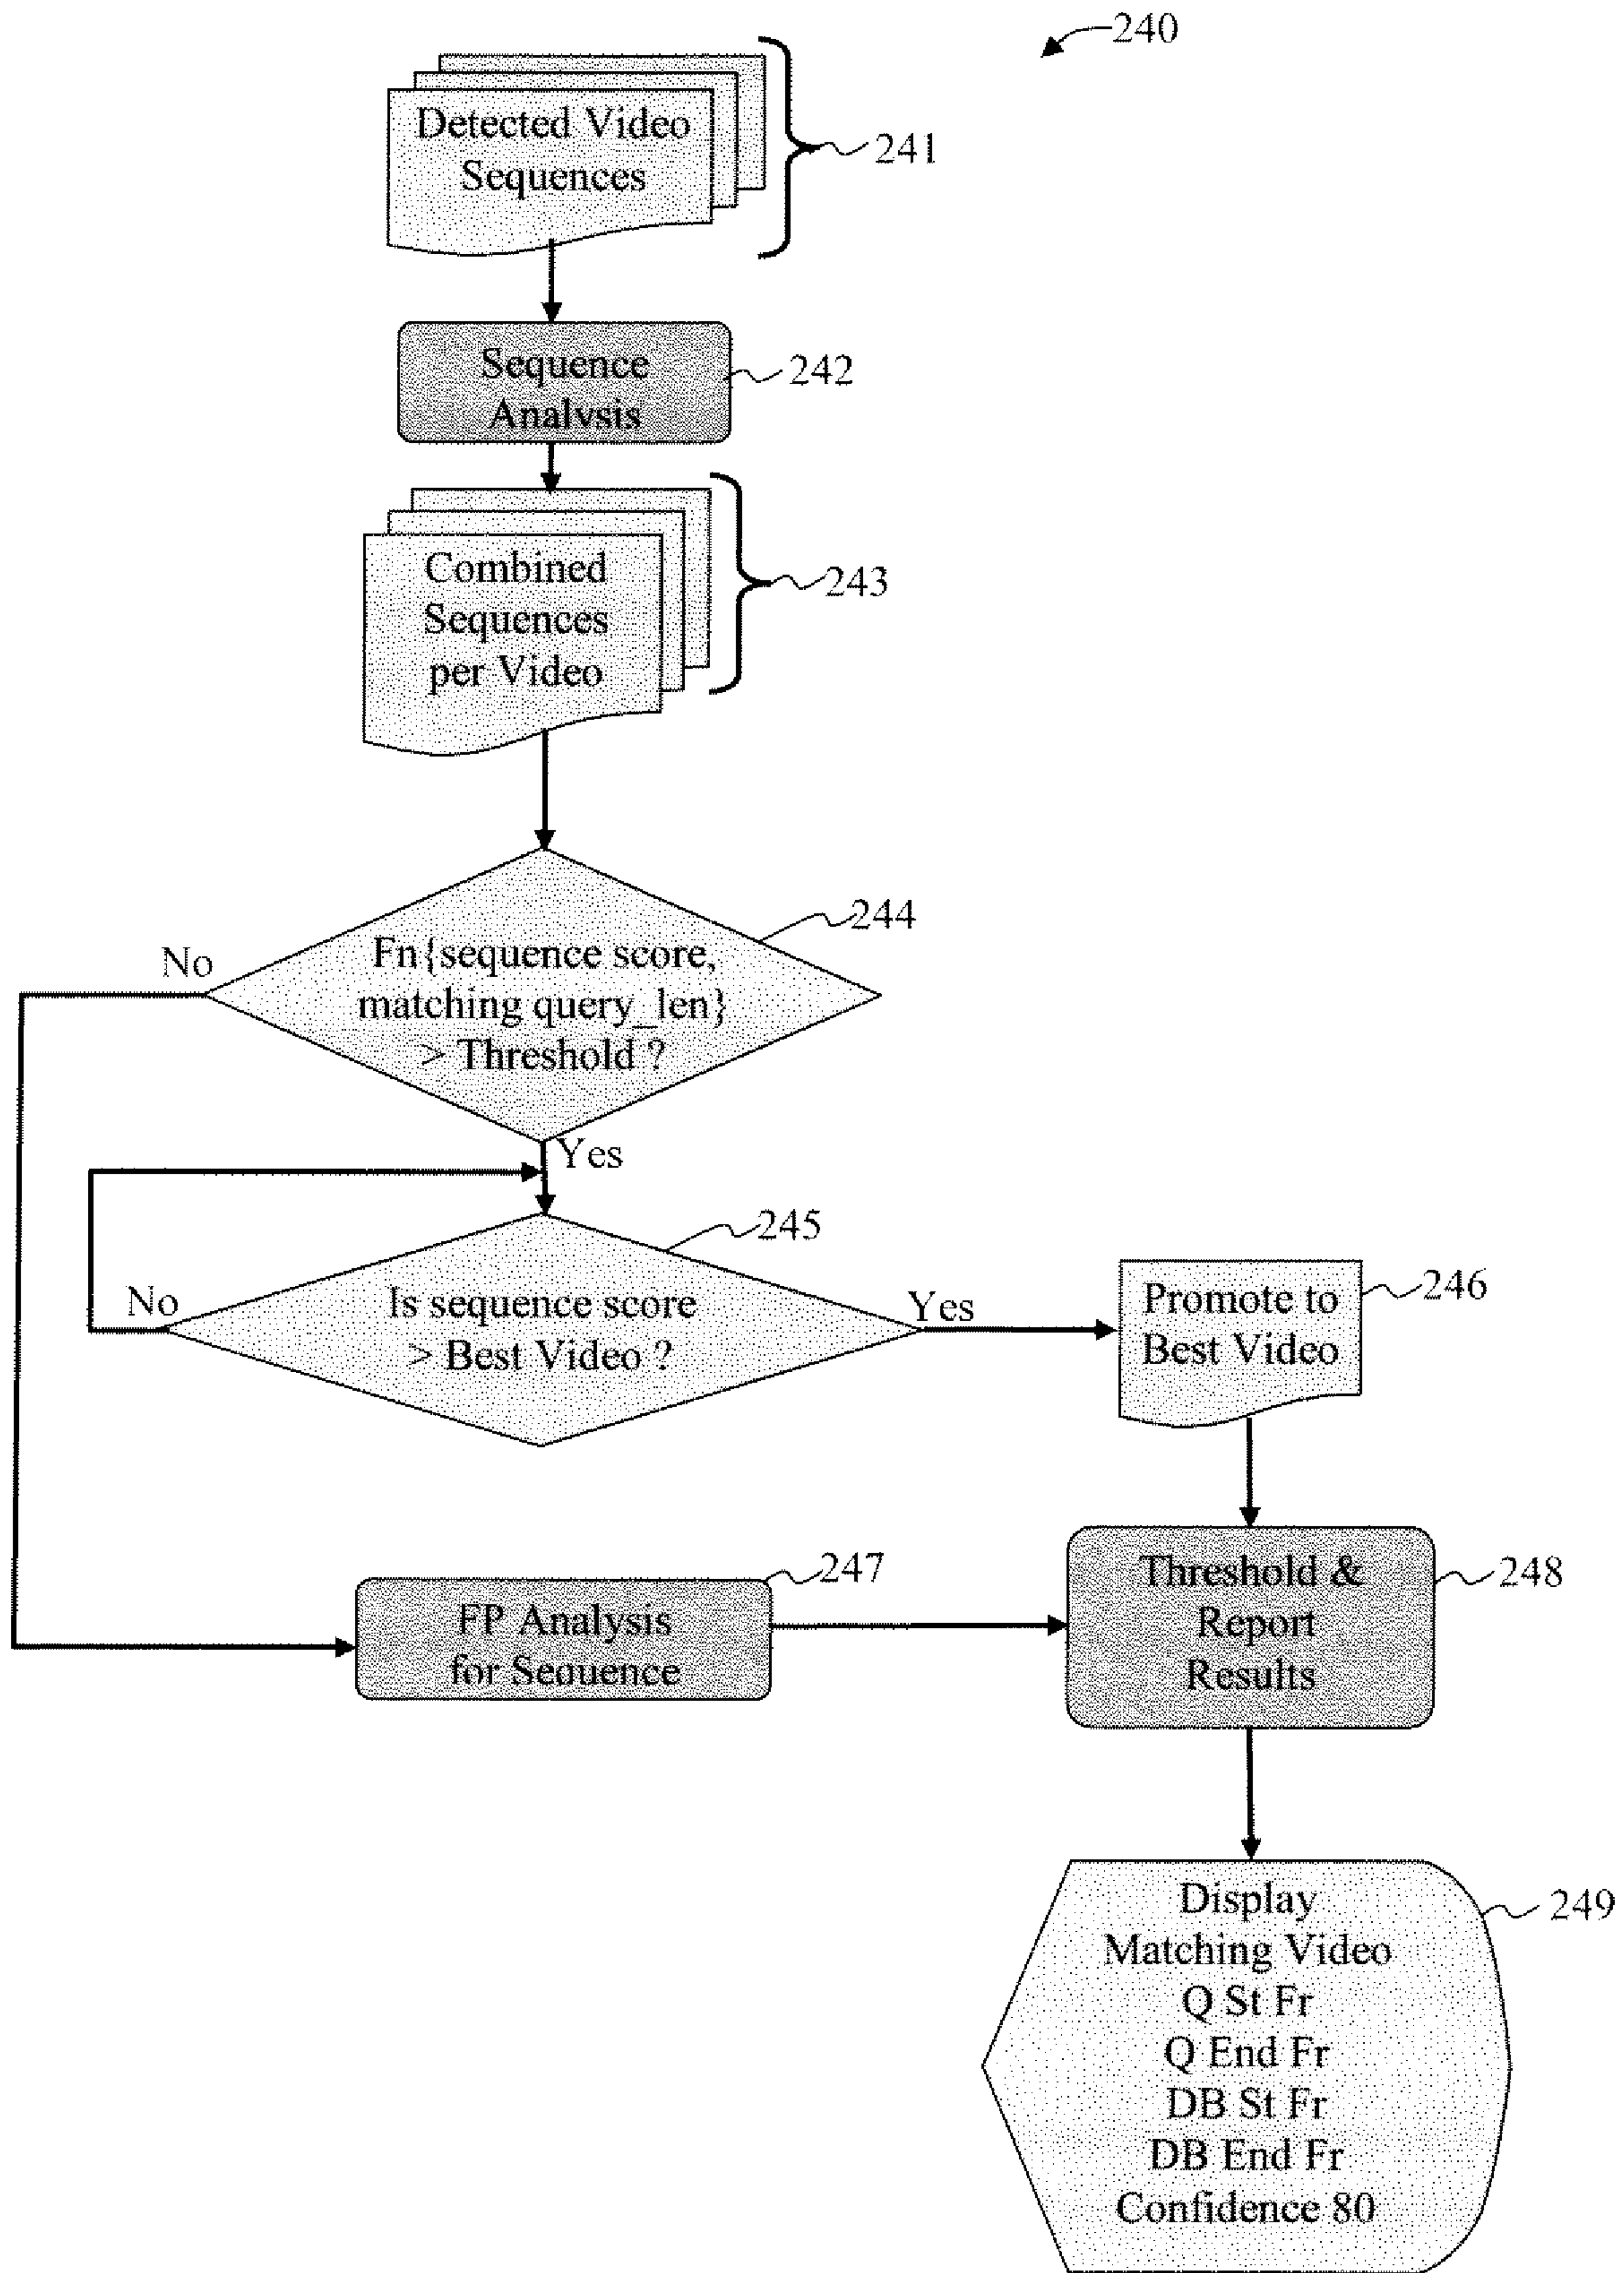 240
Detected Video
Sequences
241
Sequence
Analysis
242
Combined
Sequences
per Video
243
244
No
Fn{sequence score,
matching query_len}
> Threshold ?
Yes
245
No
Is sequence score
> Best Video ?
Yes
Promote to
Best Video
246
247
FP Analysis
for Sequence
Threshold &
Report
Results
248
Display
Matching Video
Q St Fr
Q End Fr
DB St Fr
DB End Fr
Confidence 80
249